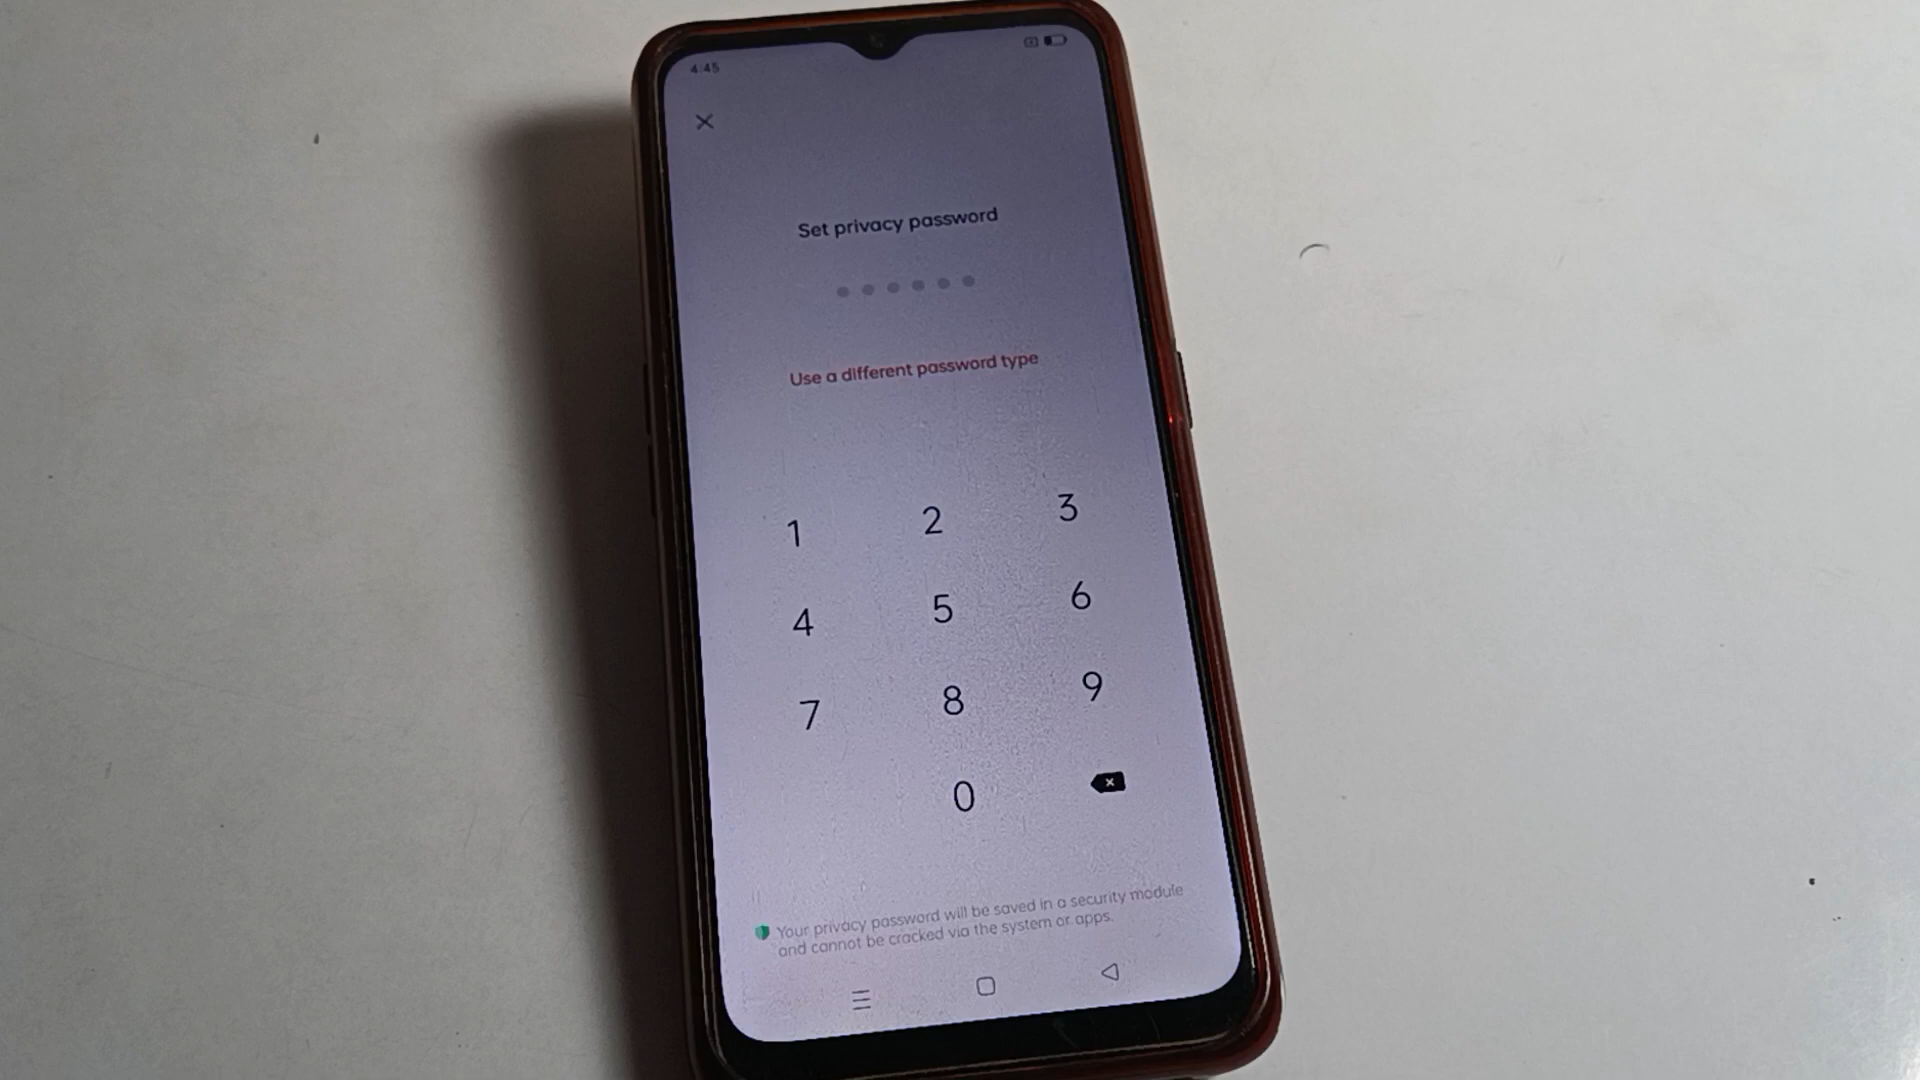 4:45
Set privacy password
Use a different password type
1 2 3
4 5 6
7 8 9
0
Your privacy password will be saved in a security module
and cannot be cracked via the system or apps.